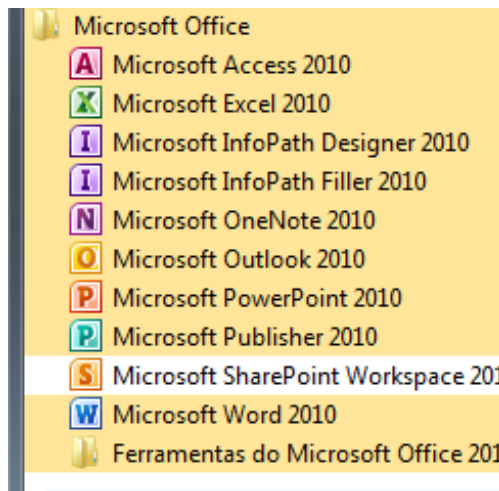 Microsoft Office
A Microsoft Access 2010
X Microsoft Excel 2010
I Microsoft InfoPath Designer 2010
I Microsoft InfoPath Filler 2010
N Microsoft OneNote 2010
O Microsoft Outlook 2010
P Microsoft PowerPoint 2010
P Microsoft Publisher 2010
S Microsoft SharePoint Workspace 201
W Microsoft Word 2010
Ferramentas do Microsoft Office 201